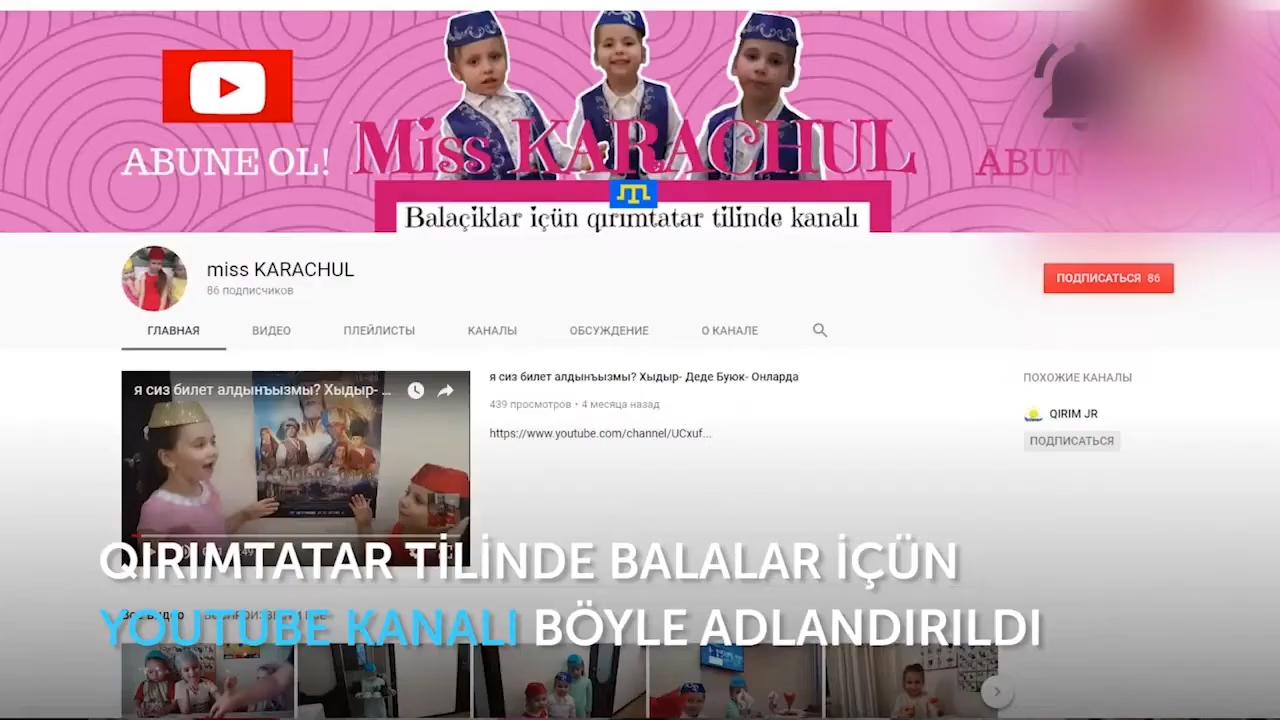 ABUNE OL!
Miss KARACHUL
ABUN
Balaçiklar içün qırımtatar tilinde kanalı
miss KARACHUL
86 подписчиков
ПОДПИСАТЬСЯ 86
ГЛАВНАЯ ВИДЕО ПЛЕЙЛИСТЫ КАНАЛЫ ОБСУЖДЕНИЕ О КАНАЛЕ
я сиз билет алдынъызмы? Хыдыр- ...
я сиз билет алдынъызмы? Хыдыр- Деде Буюк- Онларда
439 просмотров • 4 месяца назад
https://www.youtube.com/channel/UCxuf...
ПОХОЖИЕ КАНАЛЫ
QIRIM JR
ПОДПИСАТЬСЯ
QIRIMTATAR TİLİNDE BALALAR İÇÜN
YOUTUBE KANALI BÖYLE ADLANDIRILDI